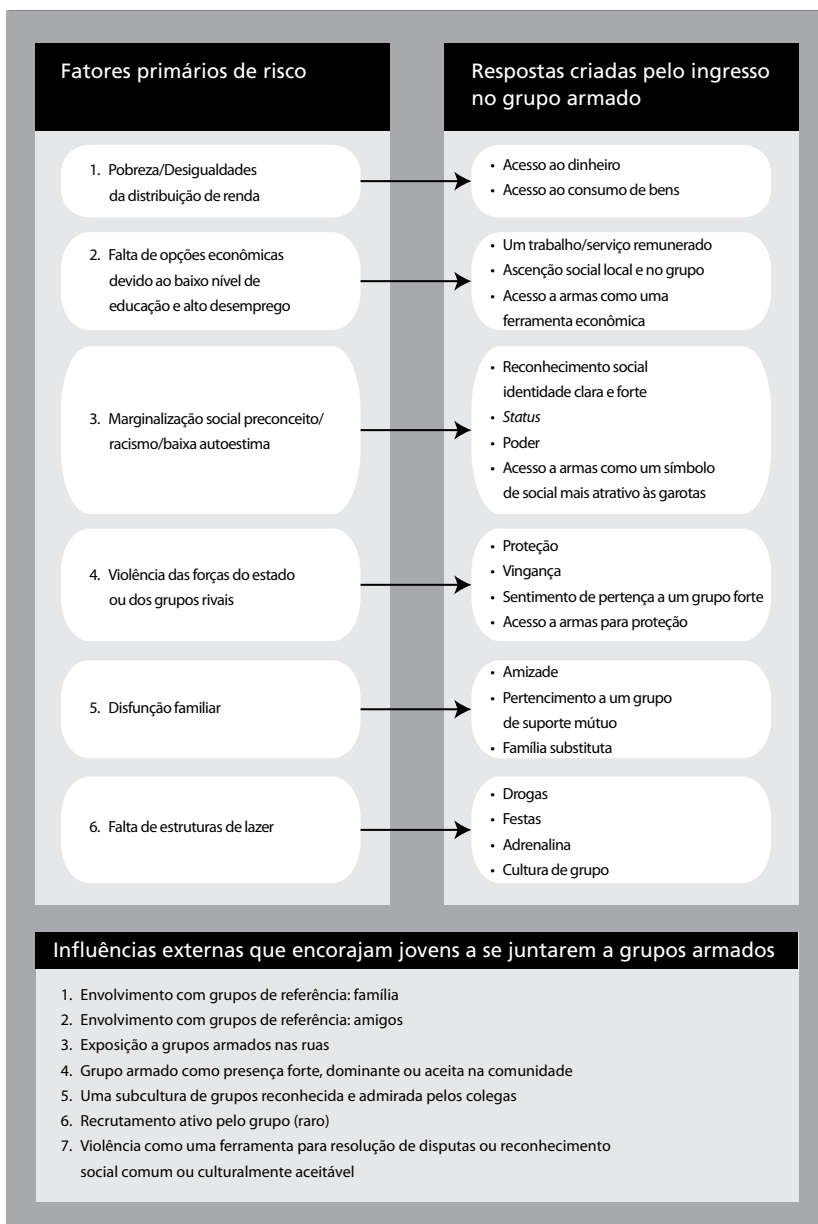 Fatores primários de risco
Respostas criadas pelo ingresso
no grupo armado
1. Pobreza/Desigualdades
da distribuição de renda
• Acesso ao dinheiro
• Acesso ao consumo de bens
2. Falta de opções econômicas
devido ao baixo nível de
educação e alto desemprego
• Um trabalho/serviço remunerado
• Ascenção social local e no grupo
• Acesso a armas como uma
ferramenta econômica
3. Marginalização social preconceito/
racismo/baixa autoestima
• Reconhecimento social
identidade clara e forte
• Status
• Poder
• Acesso a armas como um símbolo
de social mais atrativo às garotas
4. Violência das forças do estado
ou dos grupos rivais
• Proteção
• Vingança
• Sentimento de pertença a um grupo forte
• Acesso a armas para proteção
5. Disfunção familiar
• Amizade
• Pertencimento a um grupo
de suporte mútuo
• Família substituta
6. Falta de estruturas de lazer
• Drogas
• Festas
• Adrenalina
• Cultura de grupo
Influências externas que encorajam jovens a se juntarem a grupos armados
1. Envolvimento com grupos de referência: família
2. Envolvimento com grupos de referência: amigos
3. Exposição a grupos armados nas ruas
4. Grupo armado como presença forte, dominante ou aceita na comunidade
5. Uma subcultura de grupos reconhecida e admirada pelos colegas
6. Recrutamento ativo pelo grupo (raro)
7. Violência como uma ferramenta para resolução de disputas ou reconhecimento
social comum ou culturalmente aceitável